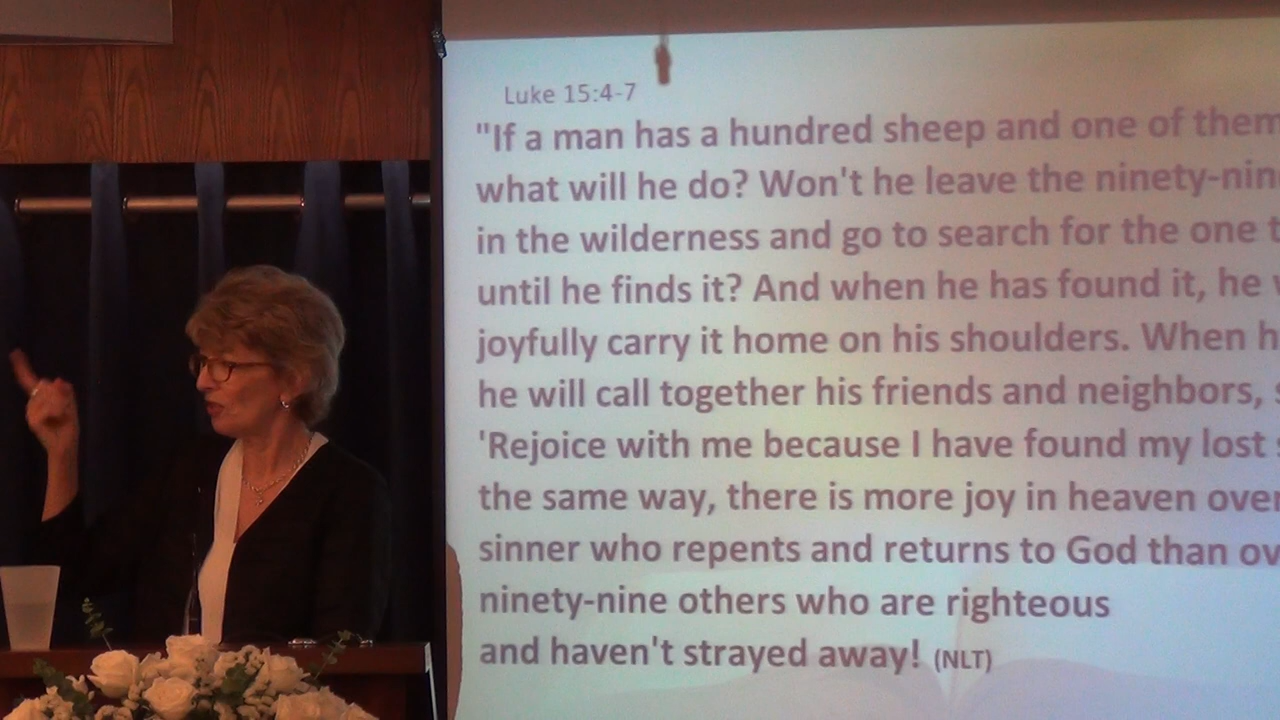 Luke 15:4-7
"If a man has a hundred sheep and one of them
what will he do? Won't he leave the ninety-nin
in the wilderness and go to search for the one t
until he finds it? And when he has found it, he
joyfully carry it home on his shoulders. When h
he will call together his friends and neighbors, s
'Rejoice with me because I have found my lost s
the same way, there is more joy in heaven over
sinner who repents and returns to God than ov
ninety-nine others who are righteous
and haven't strayed away! (NLT)